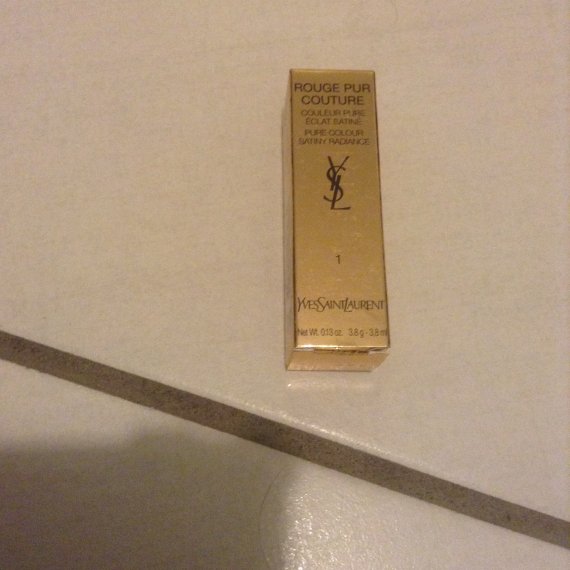 ROUGE PUR
COUTURE
COULEUR PURE
ÉCLAT SATINÉ
PURE COLOUR
SATINY RADIANCE
YSL
1
YVESSAINTLAURENT
Net Wt. 0.13 oz. 3.8 g - 3.8 ml